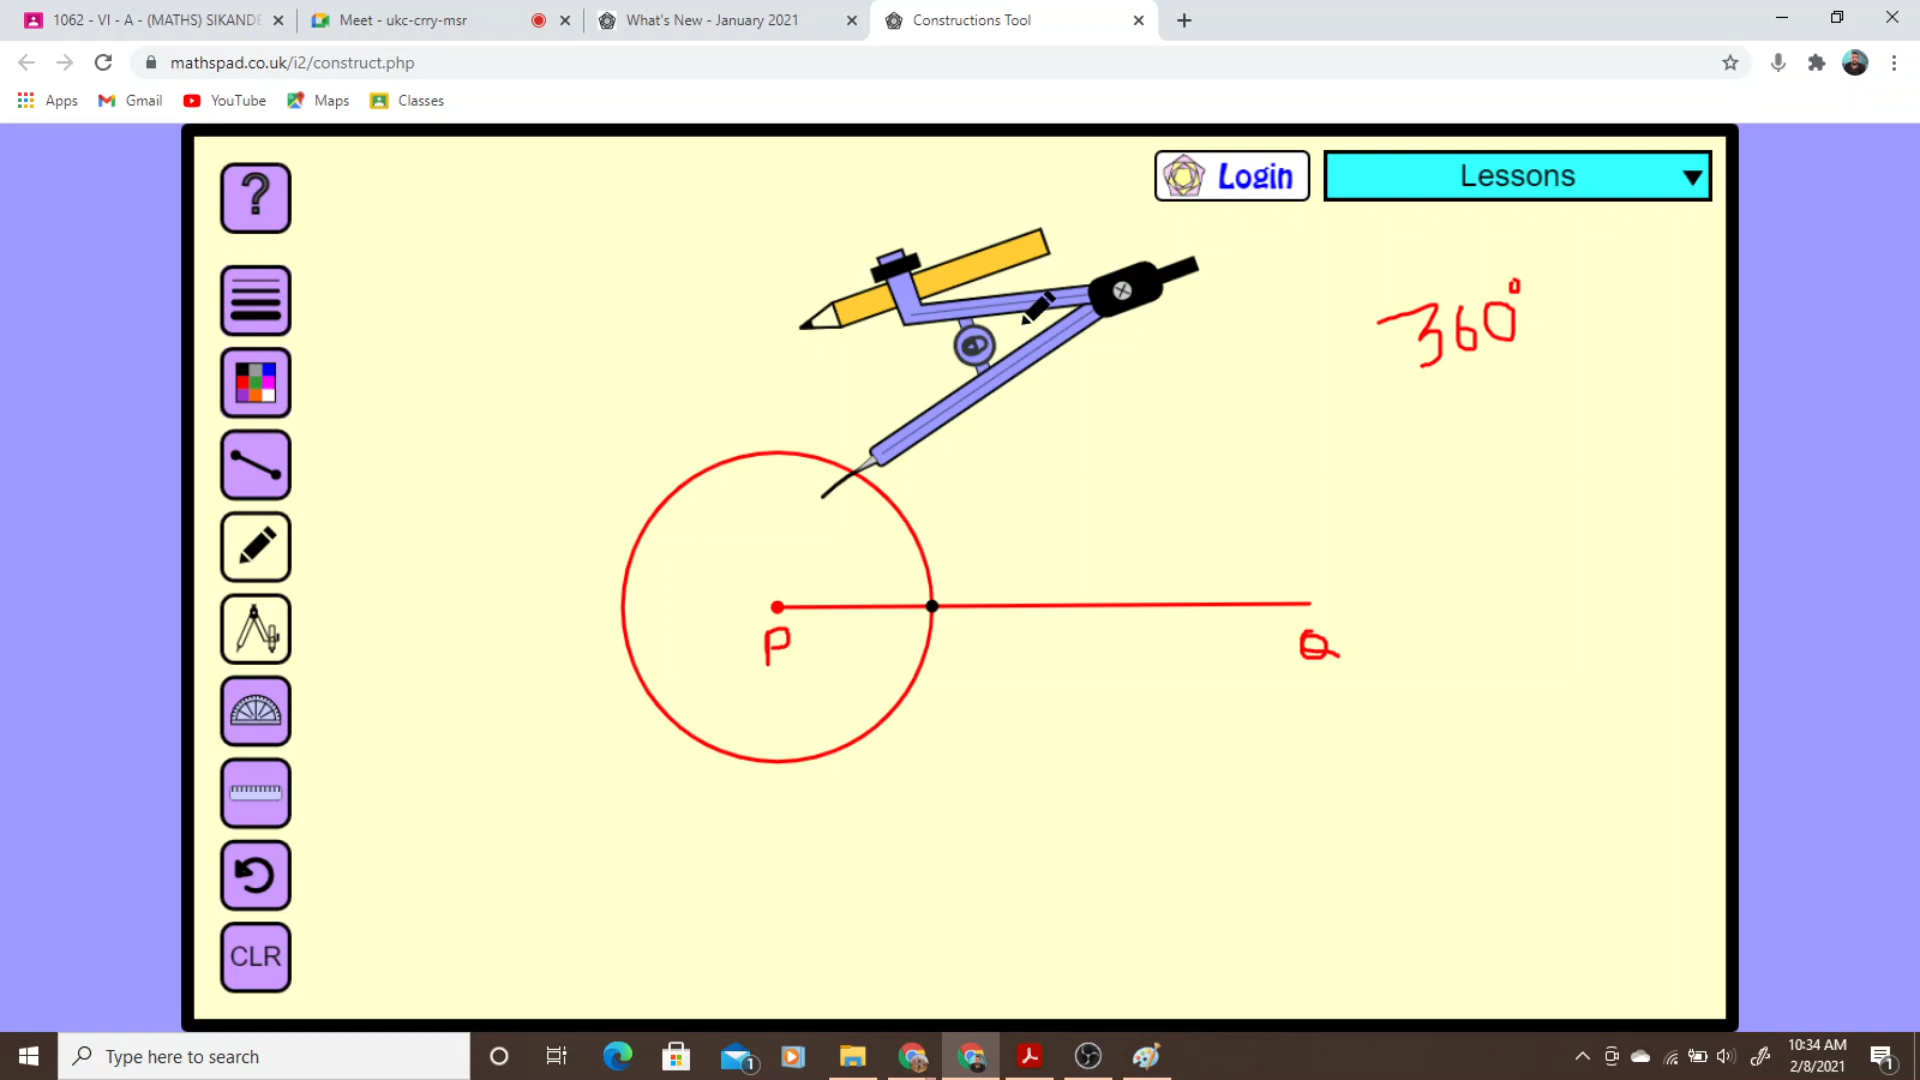 1062 - VI - A - (MATHS) SIKANDE
Meet - ukc-crry-msr
What's New - January 2021
Constructions Tool
mathspad.co.uk/i2/construct.php
Apps
Gmail
YouTube
Maps
Classes
?
Login
Lessons
360°
P
Q
CLR
Type here to search
1
10:34 AM
2/8/2021
1